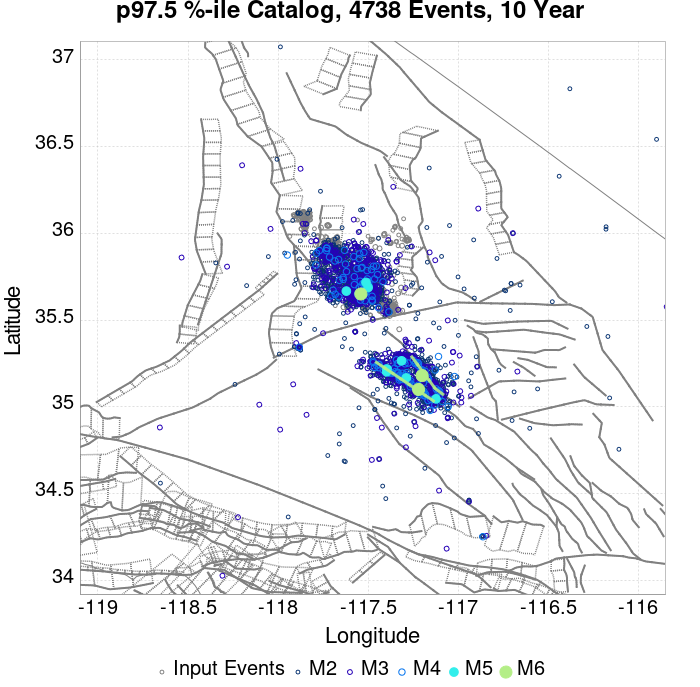 p97.5 %-ile Catalog, 4738 Events, 10 Year
37
36.5
36
35.5
35
34.5
34
Latitude
-119 -118.5 -118 -117.5 -117 -116.5 -116
Longitude
Input Events M2 M3 M4 M5 M6